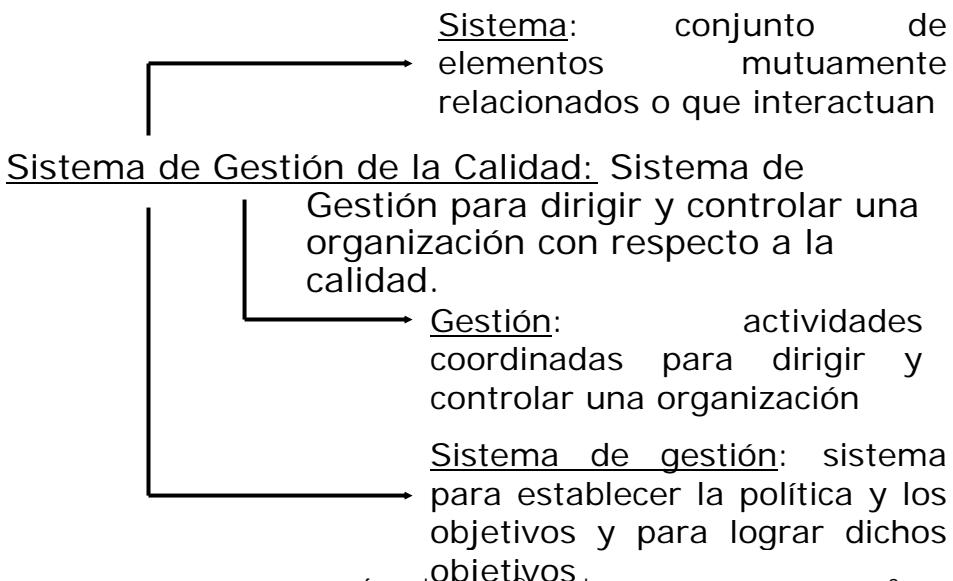 Sistema: conjunto de
elementos mutuamente
relacionados o que interactuan
Sistema de Gestión de la Calidad: Sistema de
Gestión para dirigir y controlar una
organización con respecto a la
calidad.
Gestión: actividades
coordinadas para dirigir y
controlar una organización
Sistema de gestión: sistema
para establecer la política y los
objetivos y para lograr dichos
objetivos